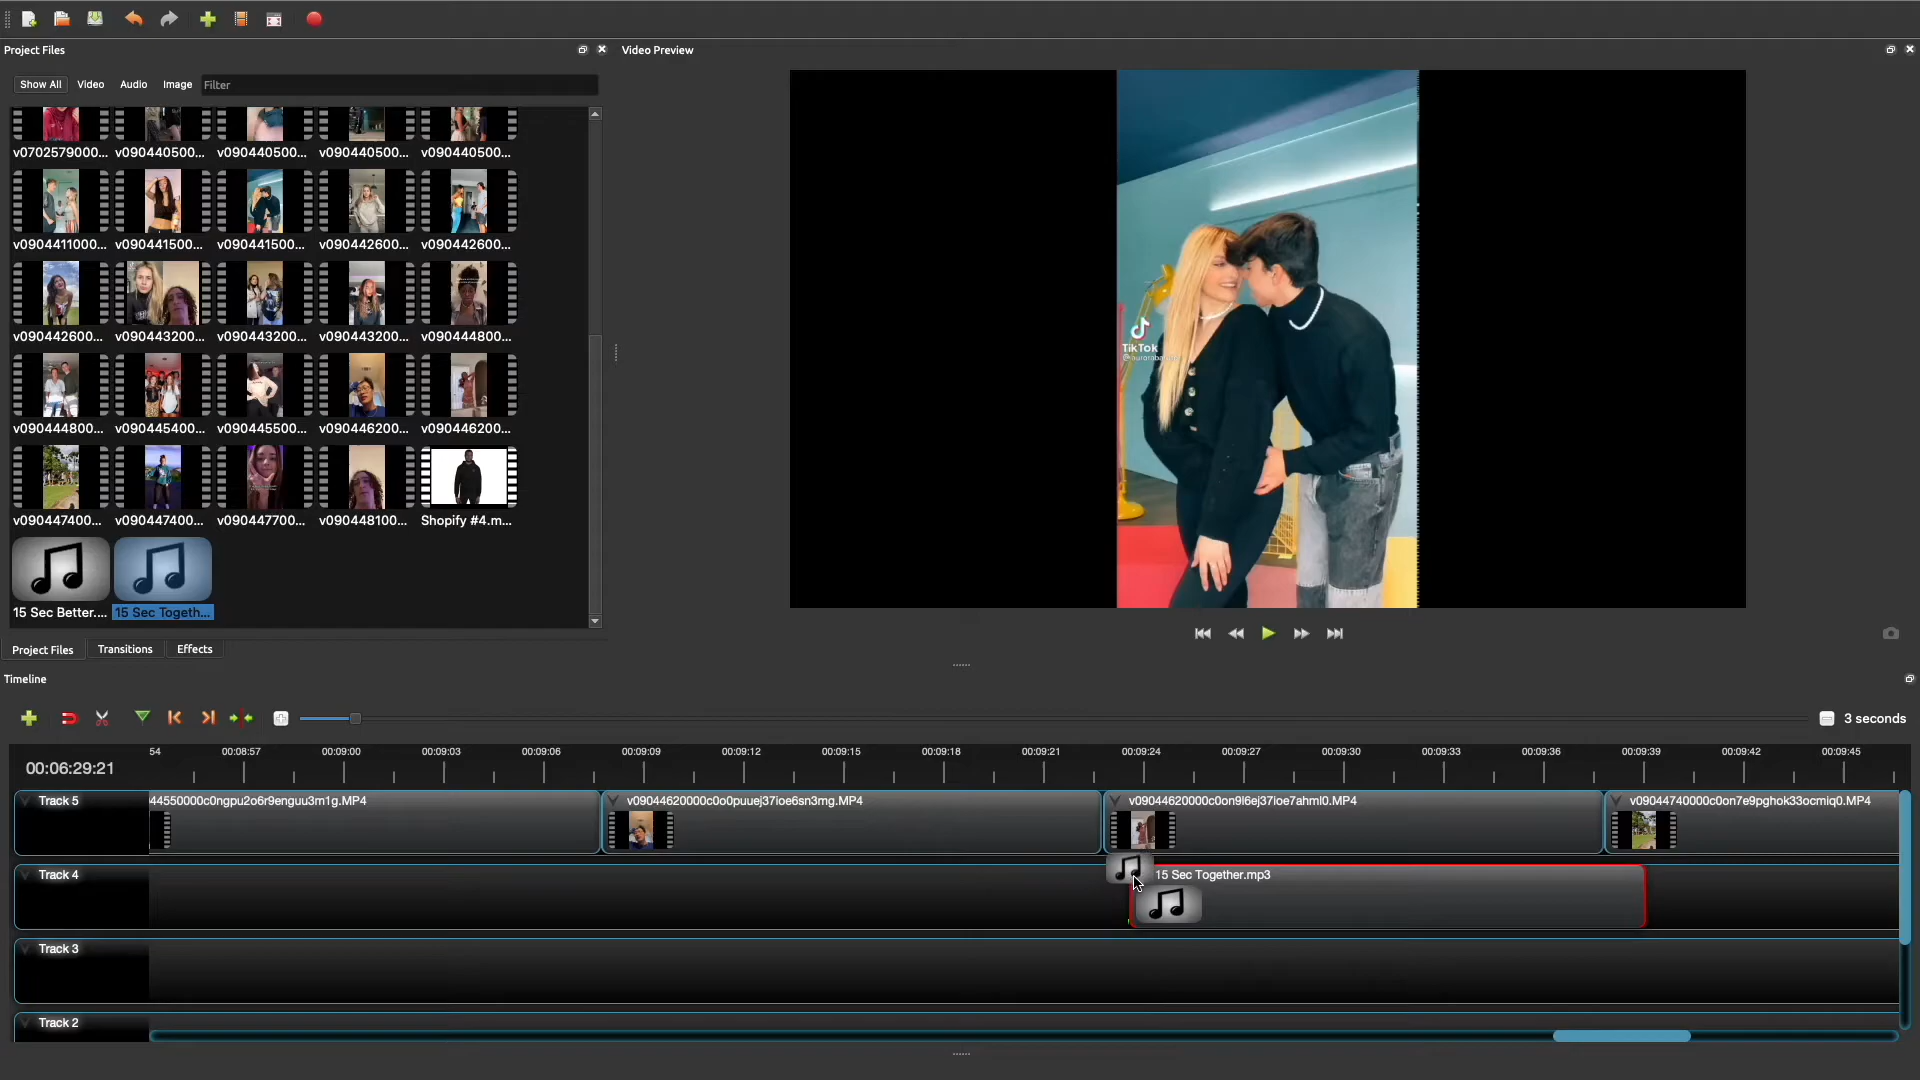 Project Files
Video Preview
Show All Video Audio Image Filter
v0702579000... v090440500... v090440500... v090440500... v090440500...
v0904411000... v090441500... v090441500... v090442600... v090442600...
v090442600... v090443200... v090443200... v090443200... v090444800...
v090444800... v090445400... v090445500... v090446200... v090446200...
v090447400... v090447400... v090447700... v090448100... Shopify #4.m...
15 Sec Better.... 15 Sec Togeth...
TikTok
Project Files Transitions Effects
Timeline
3 seconds
54 00:08:57 00:09:00 00:09:03 00:09:06 00:09:09 00:09:12 00:09:15 00:09:18 00:09:21 00:09:24 00:09:27 00:09:30 00:09:33 00:09:36 00:09:39 00:09:42 00:09:45
00:06:29:21
Track 5
44550000c0ngpu2o6r9enguu3m1g.MP4
v09044620000c0o0puuej37ioe6sn3mg.MP4
v09044620000c0on9l6ej37ioe7ahml0.MP4
v09044740000c0on7e9pghok33ocmiq0.MP4
Track 4
15 Sec Together.mp3
Track 3
Track 2